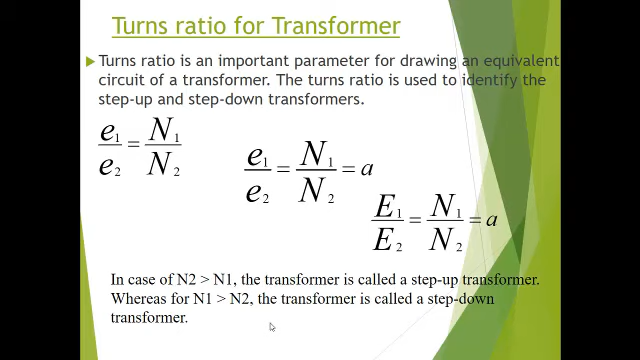 Turns ratio for Transformer
Turns ratio is an important parameter for drawing an equivalent
circuit of a transformer. The turns ratio is used to identify the
step-up and step-down transformers.
e₁/e₂ = N₁/N₂
e₁/e₂ = N₁/N₂ = a
E₁/E₂ = N₁/N₂ = a
In case of N2 > N1, the transformer is called a step-up transformer.
Whereas for N1 > N2, the transformer is called a step-down
transformer.